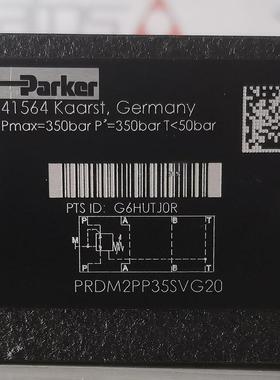 Parker
41564 Kaarst, Germany
Pmax=350bar P'=350bar T<50bar
PTS ID: G6HUTJ0R
P A B T
M
P A B T
PRDM2PP35SVG20